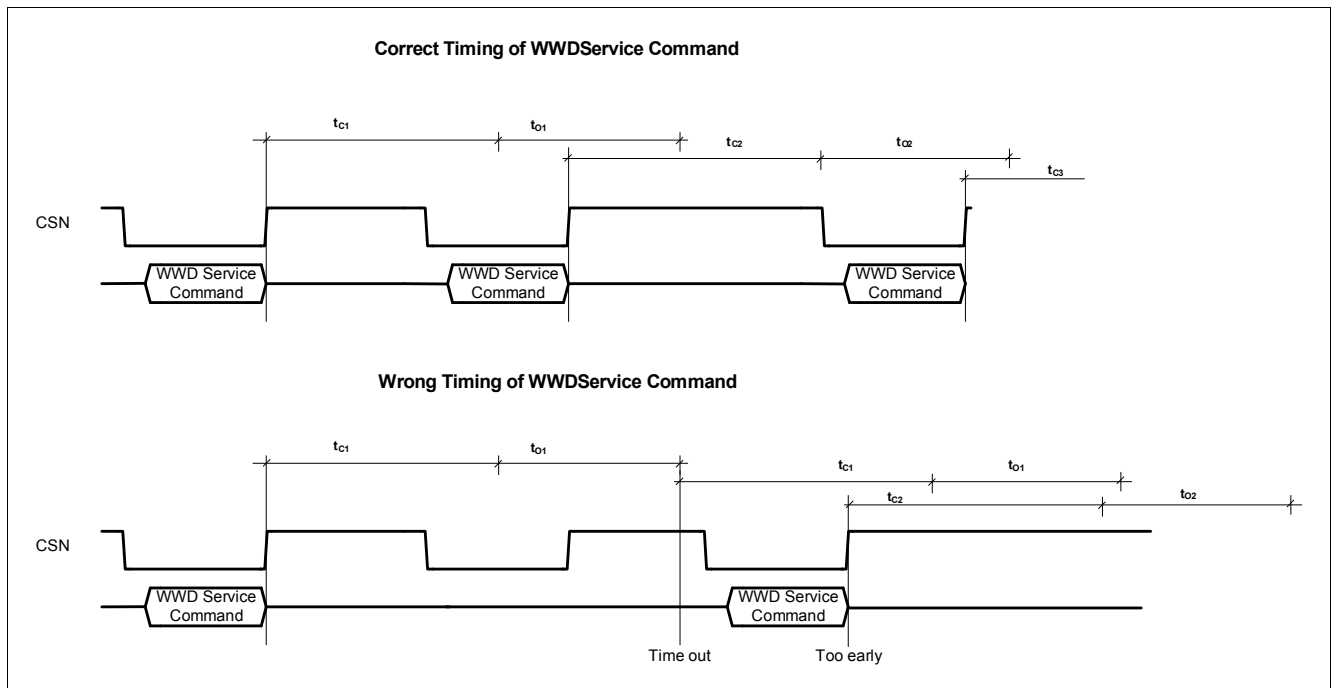 Correct Timing of WWDService Command
tC1
tO1
tC2
tO2
tC3
CSN
WWD Service
Command
WWD Service
Command
WWD Service
Command
Wrong Timing of WWDService Command
tC1
tO1
tC1
tO1
tC2
tO2
CSN
WWD Service
Command
WWD Service
Command
Time out
Too early